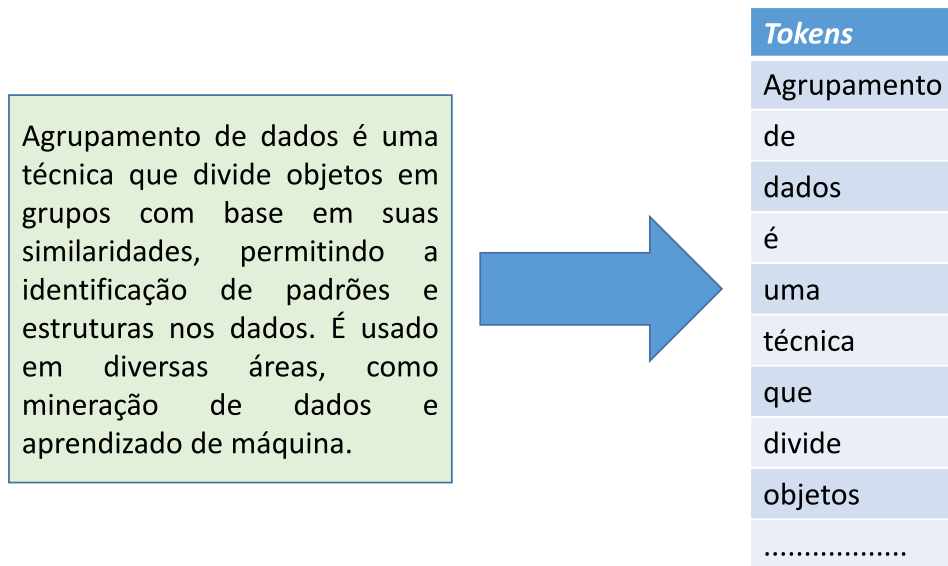 Agrupamento de dados é uma
técnica que divide objetos em
grupos com base em suas
similaridades, permitindo a
identificação de padrões e
estruturas nos dados. É usado
em diversas áreas, como
mineração de dados e
aprendizado de máquina.
Tokens
Agrupamento
de
dados
é
uma
técnica
que
divide
objetos
..................